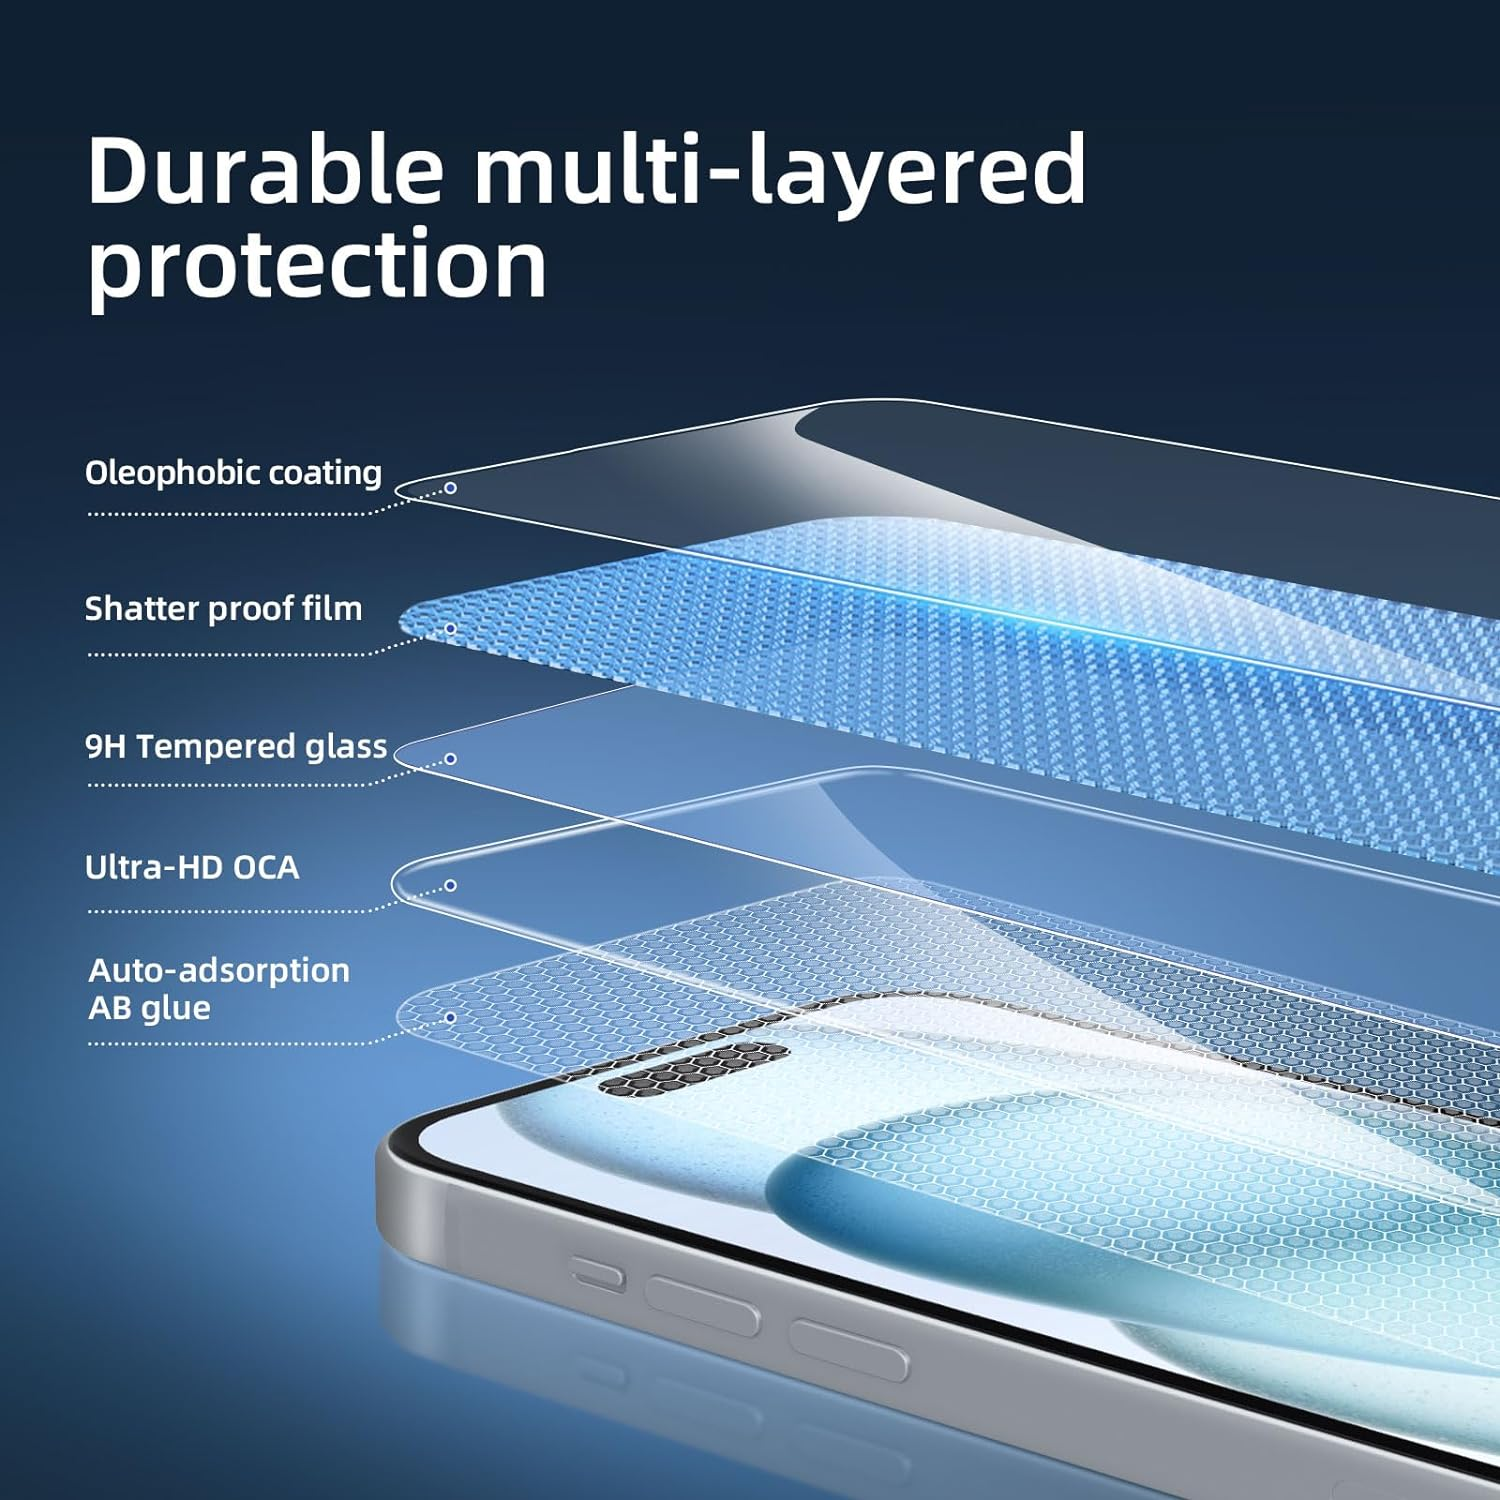 Durable multi-layered
protection
Oleophobic coating
Shatter proof film
9H Tempered glass
Ultra-HD OCA
Auto-adsorption
AB glue